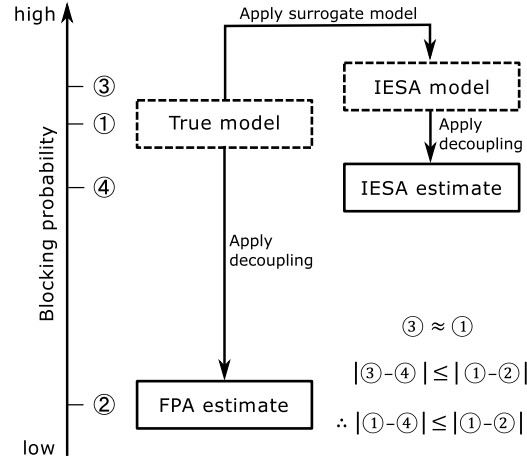 high
Apply surrogate model
③
IESA model
①
True model
Apply
decoupling
④
IESA estimate
Blocking probability
Apply
decoupling
③ ≈ ①
|③-④| ≤ |①-②|
②
FPA estimate
∴ |①-④| ≤ |①-②|
low